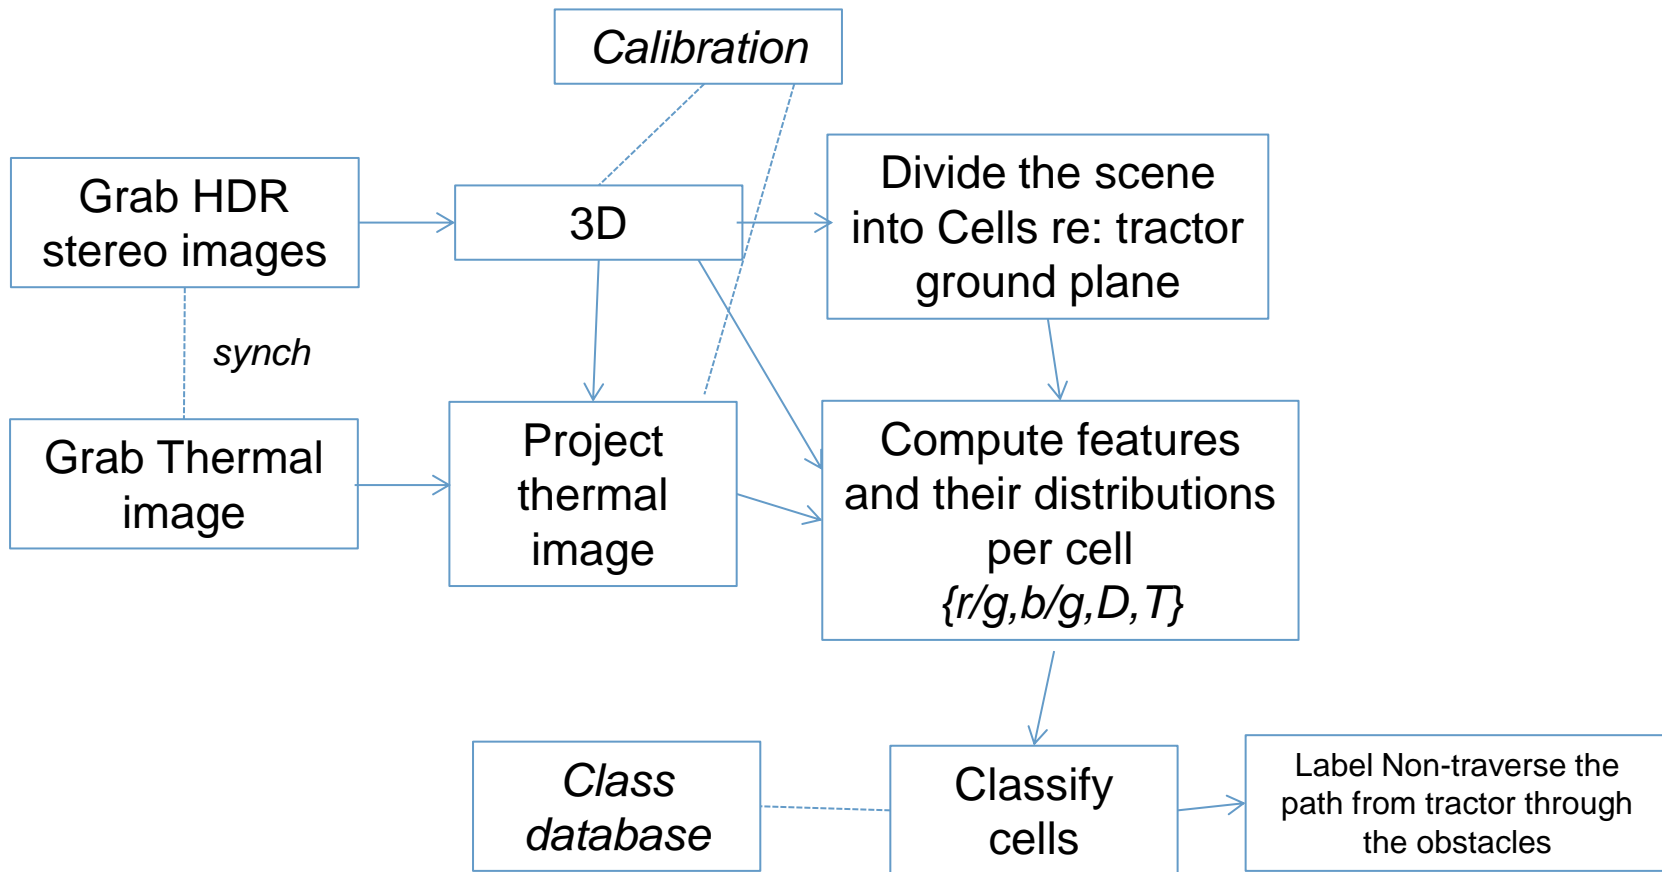 Calibration
Grab HDR
stereo images
3D
Divide the scene
into Cells re: tractor
ground plane
synch
Grab Thermal
image
Project
thermal
image
Compute features
and their distributions
per cell
{r/g,b/g,D,T}
Class
database
Classify
cells
Label Non-traverse the
path from tractor through
the obstacles